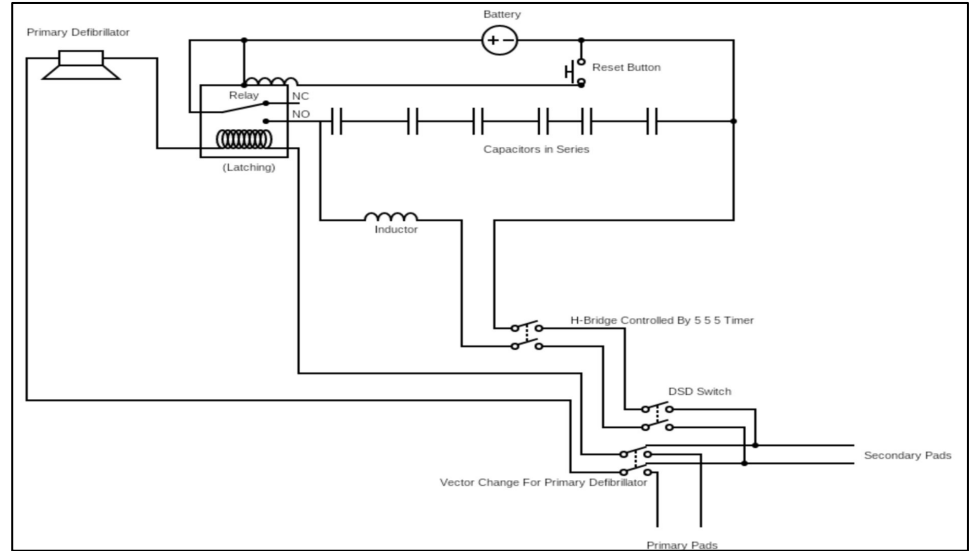 Battery
Primary Defibrillator
+ −
Reset Button
Relay
NC
NO
Capacitors in Series
(Latching)
Inductor
H-Bridge Controlled By 5 5 5 Timer
DSD Switch
Secondary Pads
Vector Change For Primary Defibrillator
Primary Pads